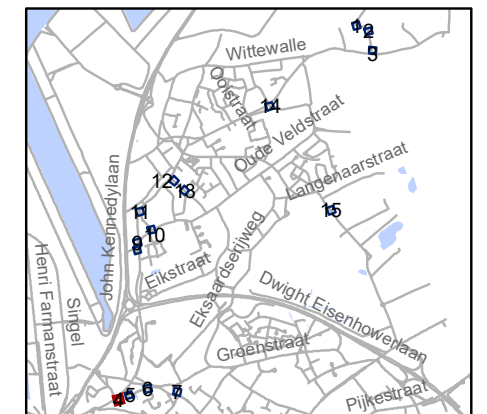 1
2
3
Wittewalle
Ooistraat
14
Oude Veldstraat
Langenaarstraat
12
13
11
15
10
9
8
John Kennedylaan
Eikstraat
Eksaardserijweg
Henri Farmanstraat
Singel
Dwight Eisenhowerlaan
Groenstraat
Pijkestraat
4
5
6
7